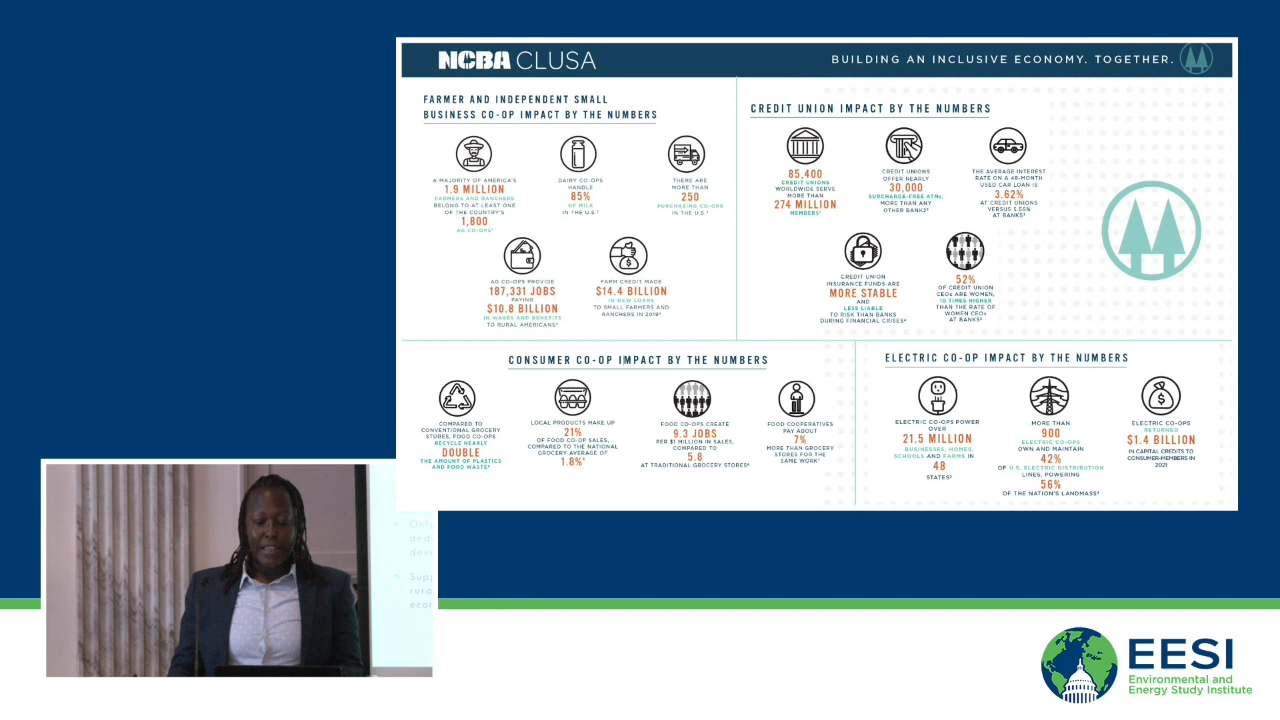 NCBA CLUSA
BUILDING AN INCLUSIVE ECONOMY. TOGETHER.
FARMER AND INDEPENDENT SMALL
BUSINESS CO-OP IMPACT BY THE NUMBERS
A MAJORITY OF AMERICA'S
1.9 MILLION
FARMERS AND RANCHERS
BELONG TO AT LEAST ONE
OF THE COUNTRY'S
1,800
AG CO-OPS
DAIRY CO-OPS
HANDLE
85%
OF MILK
IN THE U.S.
THERE ARE
MORE THAN
250
PURCHASING CO-OPS
IN THE U.S.
AG CO-OPS PROVIDE
187,331 JOBS
PAYING
$10.8 BILLION
IN WAGES AND BENEFITS
TO RURAL AMERICANS
FARM CREDIT MADE
$14.4 BILLION
IN NEW LOANS
TO SMALL FARMERS AND
RANCHERS IN 2019
CREDIT UNION IMPACT BY THE NUMBERS
85,400
CREDIT UNIONS
WORLDWIDE SERVE
MORE THAN
274 MILLION
MEMBERS
CREDIT UNIONS
OFFER NEARLY
30,000
SURCHARGE-FREE ATMs,
MORE THAN ANY
OTHER BANK
THE AVERAGE INTEREST
RATE ON A 48-MONTH
USED CAR LOAN IS
3.62%
AT CREDIT UNIONS
VERSUS 5.55%
AT BANKS
CREDIT UNION
INSURANCE FUNDS ARE
MORE STABLE
AND
LESS LIABLE
TO RISK THAN BANKS
DURING FINANCIAL CRISES
52%
OF CREDIT UNION
CEOs ARE WOMEN,
10 TIMES HIGHER
THAN THE RATE OF
WOMEN CEOs
AT BANKS
CONSUMER CO-OP IMPACT BY THE NUMBERS
COMPARED TO
CONVENTIONAL GROCERY
STORES, FOOD CO-OPS
RECYCLE NEARLY
DOUBLE
THE AMOUNT OF PLASTICS
AND FOOD WASTE
LOCAL PRODUCTS MAKE UP
21%
OF FOOD CO-OP SALES,
COMPARED TO THE NATIONAL
GROCERY AVERAGE OF
1.8%
FOOD CO-OPS CREATE
9.3 JOBS
PER $1 MILLION IN SALES,
COMPARED TO
5.8
AT TRADITIONAL GROCERY STORES
FOOD COOPERATIVES
PAY ABOUT
7%
MORE THAN GROCERY
STORES FOR THE
SAME WORK
ELECTRIC CO-OP IMPACT BY THE NUMBERS
ELECTRIC CO-OPS POWER
OVER
21.5 MILLION
BUSINESSES, HOMES,
SCHOOLS AND FARMS IN
48
STATES
MORE THAN
900
ELECTRIC CO-OPS
OWN AND MAINTAIN
42%
OF U.S. ELECTRIC DISTRIBUTION
LINES, POWERING
56%
OF THE NATION'S LANDMASS
ELECTRIC CO-OPS
RETURNED
$1.4 BILLION
IN CAPITAL CREDITS TO
CONSUMER-MEMBERS IN
2021
EESI
Environmental and
Energy Study Institute